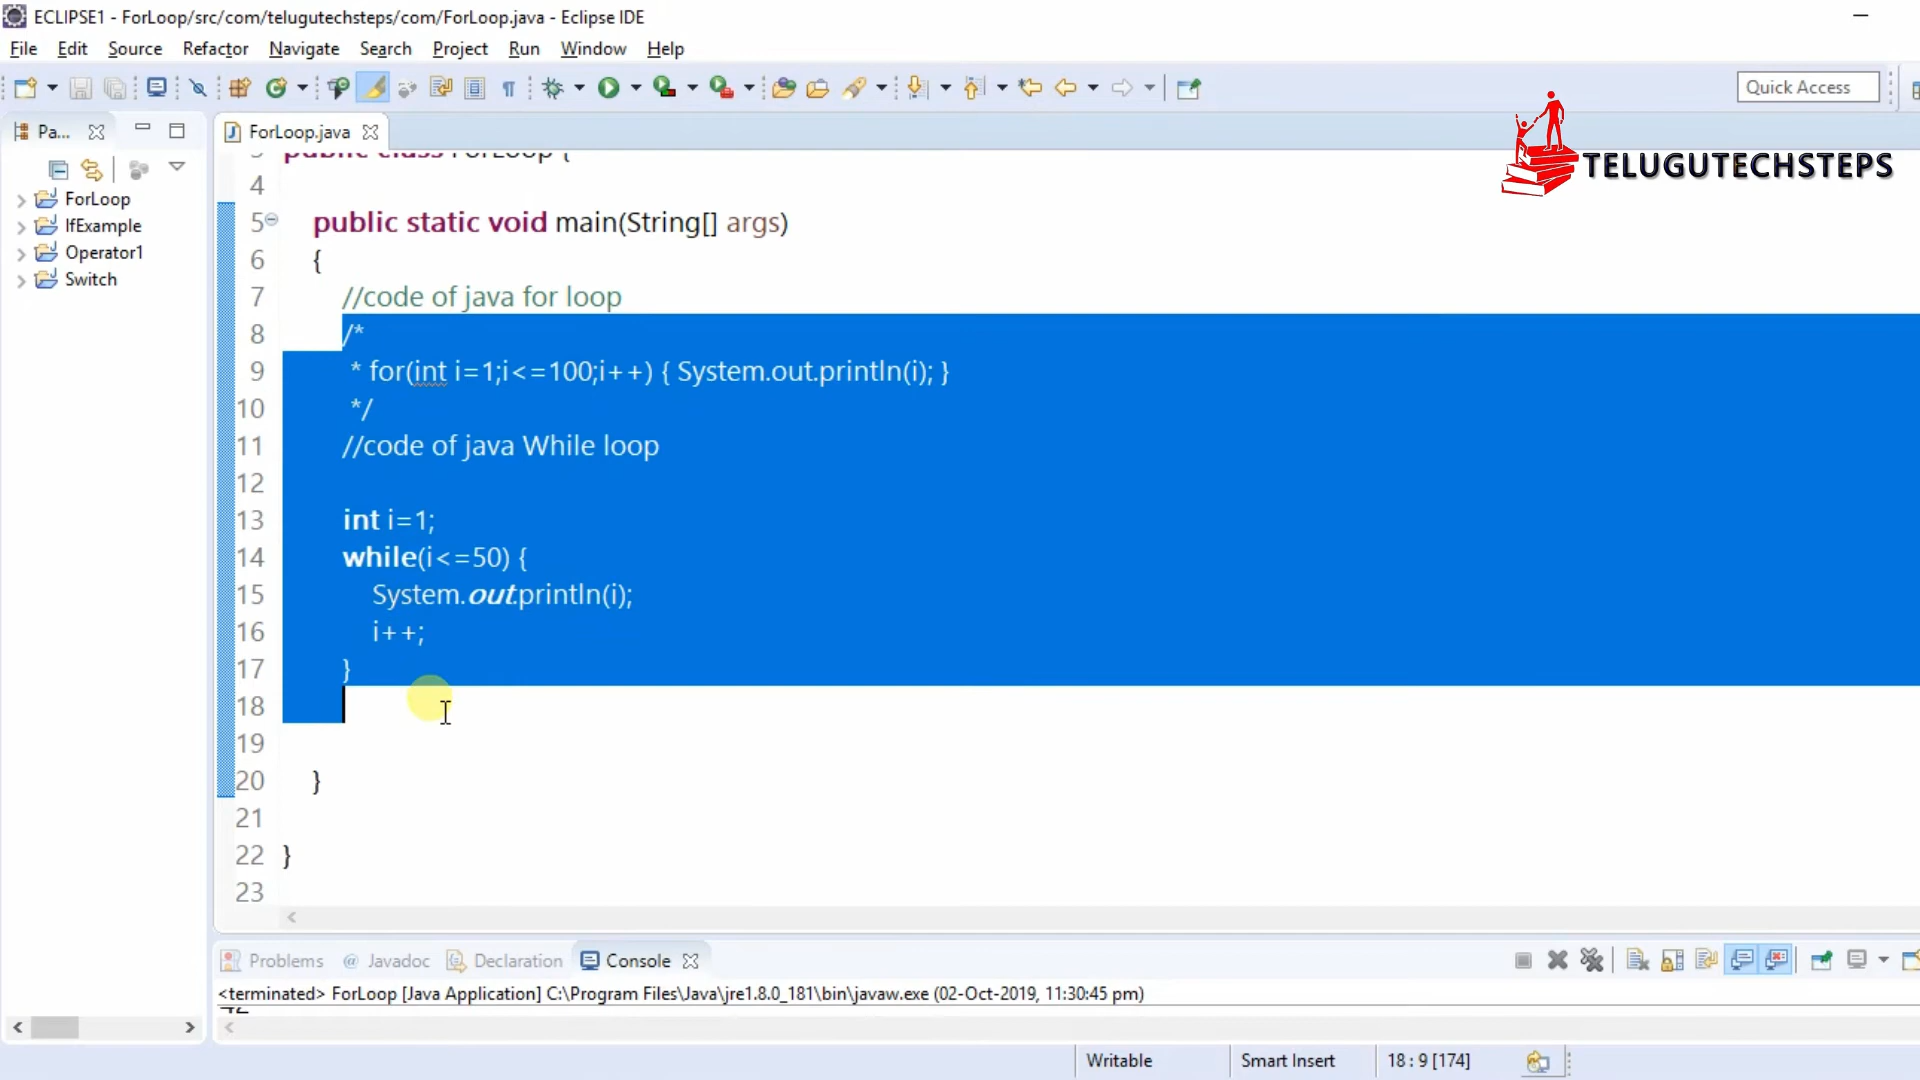 ECLIPSE1 - ForLoop/src/com/telugutechsteps/com/ForLoop.java - Eclipse IDE
File Edit Source Refactor Navigate Search Project Run Window Help
Quick Access
Pa...
ForLoop.java
TELUGUTECHSTEPS
ForLoop
IfExample
Operator1
Switch
3 public class ForLoop {
4
5 public static void main(String[] args)
6 {
7 //code of java for loop
8 /*
9 * for(int i=1;i<=100;i++) { System.out.println(i); }
10 */
11 //code of java While loop
12
13 int i=1;
14 while(i<=50) {
15 System.out.println(i);
16 i++;
17 }
18
19
20 }
21
22 }
23
Problems @ Javadoc Declaration Console
<terminated> ForLoop [Java Application] C:\Program Files\Java\jre1.8.0_181\bin\javaw.exe (02-Oct-2019, 11:30:45 pm)
Writable Smart Insert 18 : 9 [174]